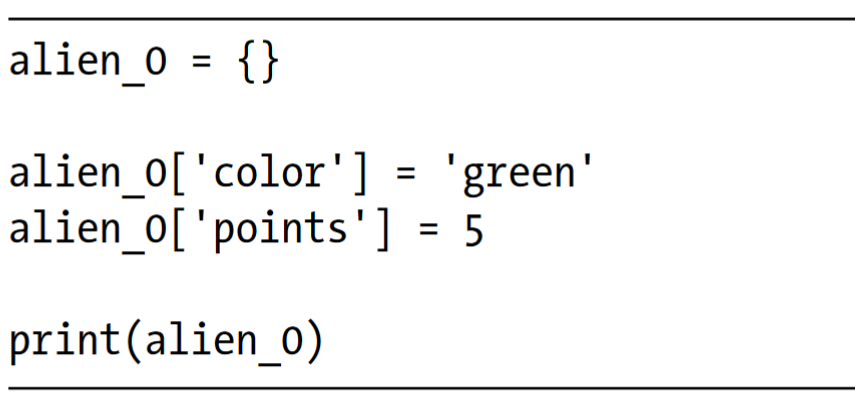 alien_0 = {}
alien_0['color'] = 'green'
alien_0['points'] = 5
print(alien_0)